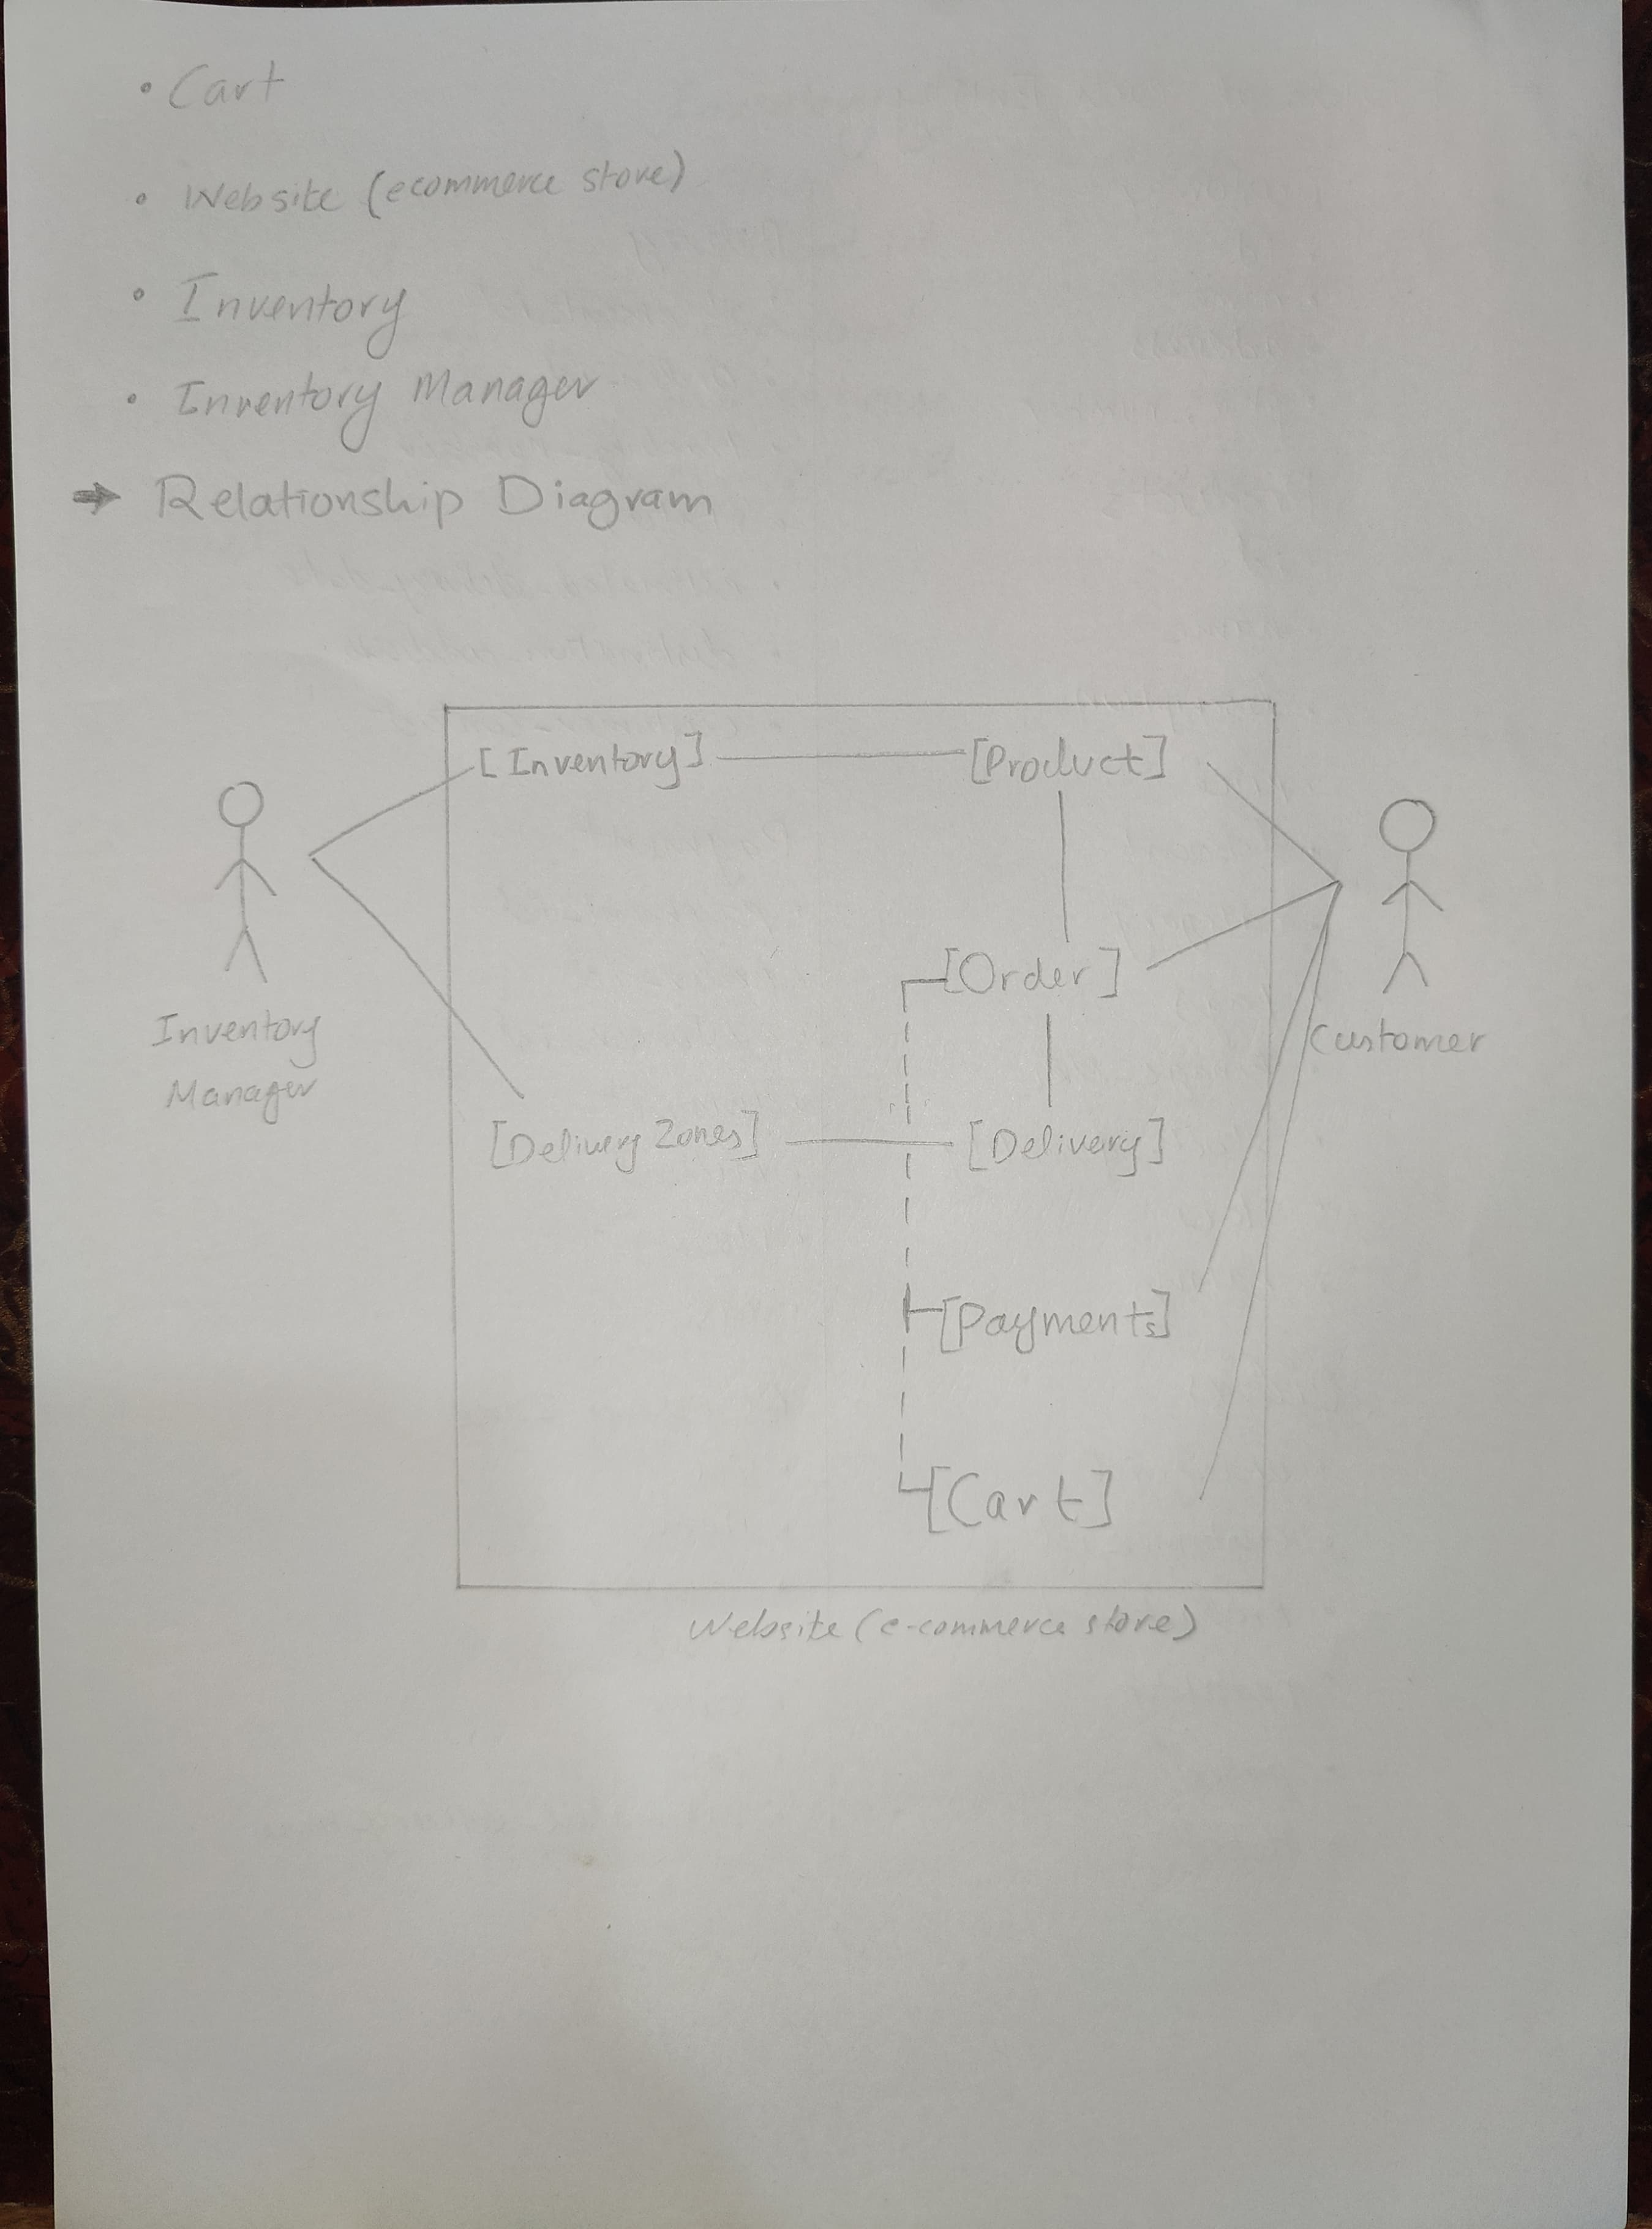 • Cart
• Website (ecommerce store)
• Inventory
• Inventory Manager
→ Relationship Diagram
[Inventory] [Product]
[Order]
Inventory
Manager
Customer
[Delivery Zones] [Delivery]
[Payments]
[Cart]
Website (e-commerce store)